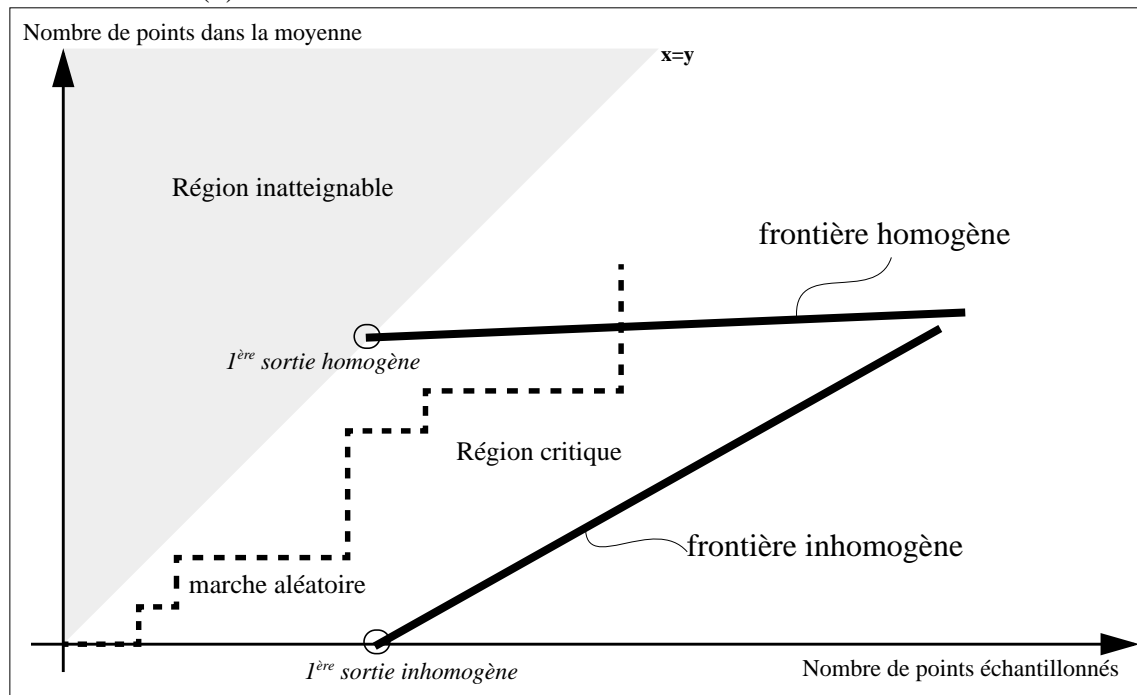 Nombre de points dans la moyenne
x=y
Région inatteignable
frontière homogène
1ère sortie homogène
Région critique
frontière inhomogène
marche aléatoire
1ère sortie inhomogène
Nombre de points échantillonnés